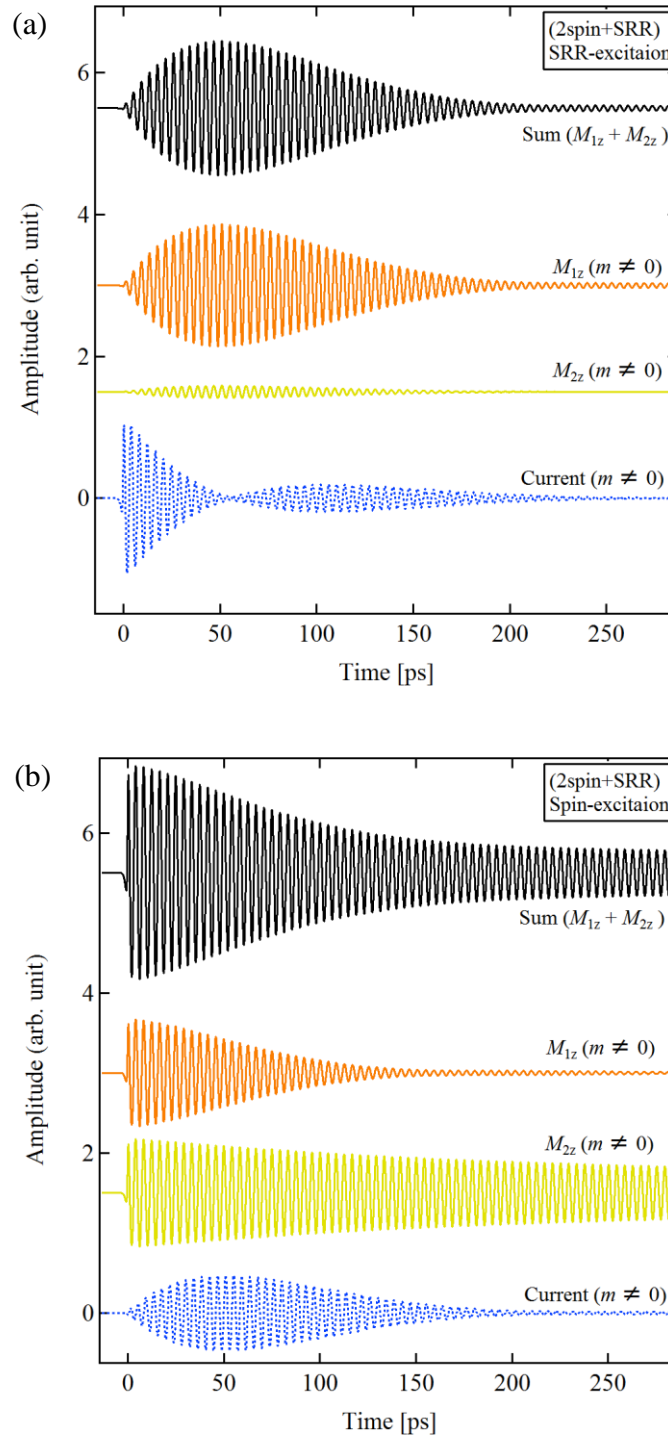 (a)
(2spin+SRR)
SRR-excitaion
6
Sum (M1z + M2z )
4
M1z (m ≠ 0)
2
M2z (m ≠ 0)
Current (m ≠ 0)
0
Amplitude (arb. unit)
0 50 100 150 200 250
Time [ps]
(b)
(2spin+SRR)
Spin-excitaion
6
Sum (M1z + M2z )
4
M1z (m ≠ 0)
2
M2z (m ≠ 0)
Current (m ≠ 0)
0
Amplitude (arb. unit)
0 50 100 150 200 250
Time [ps]